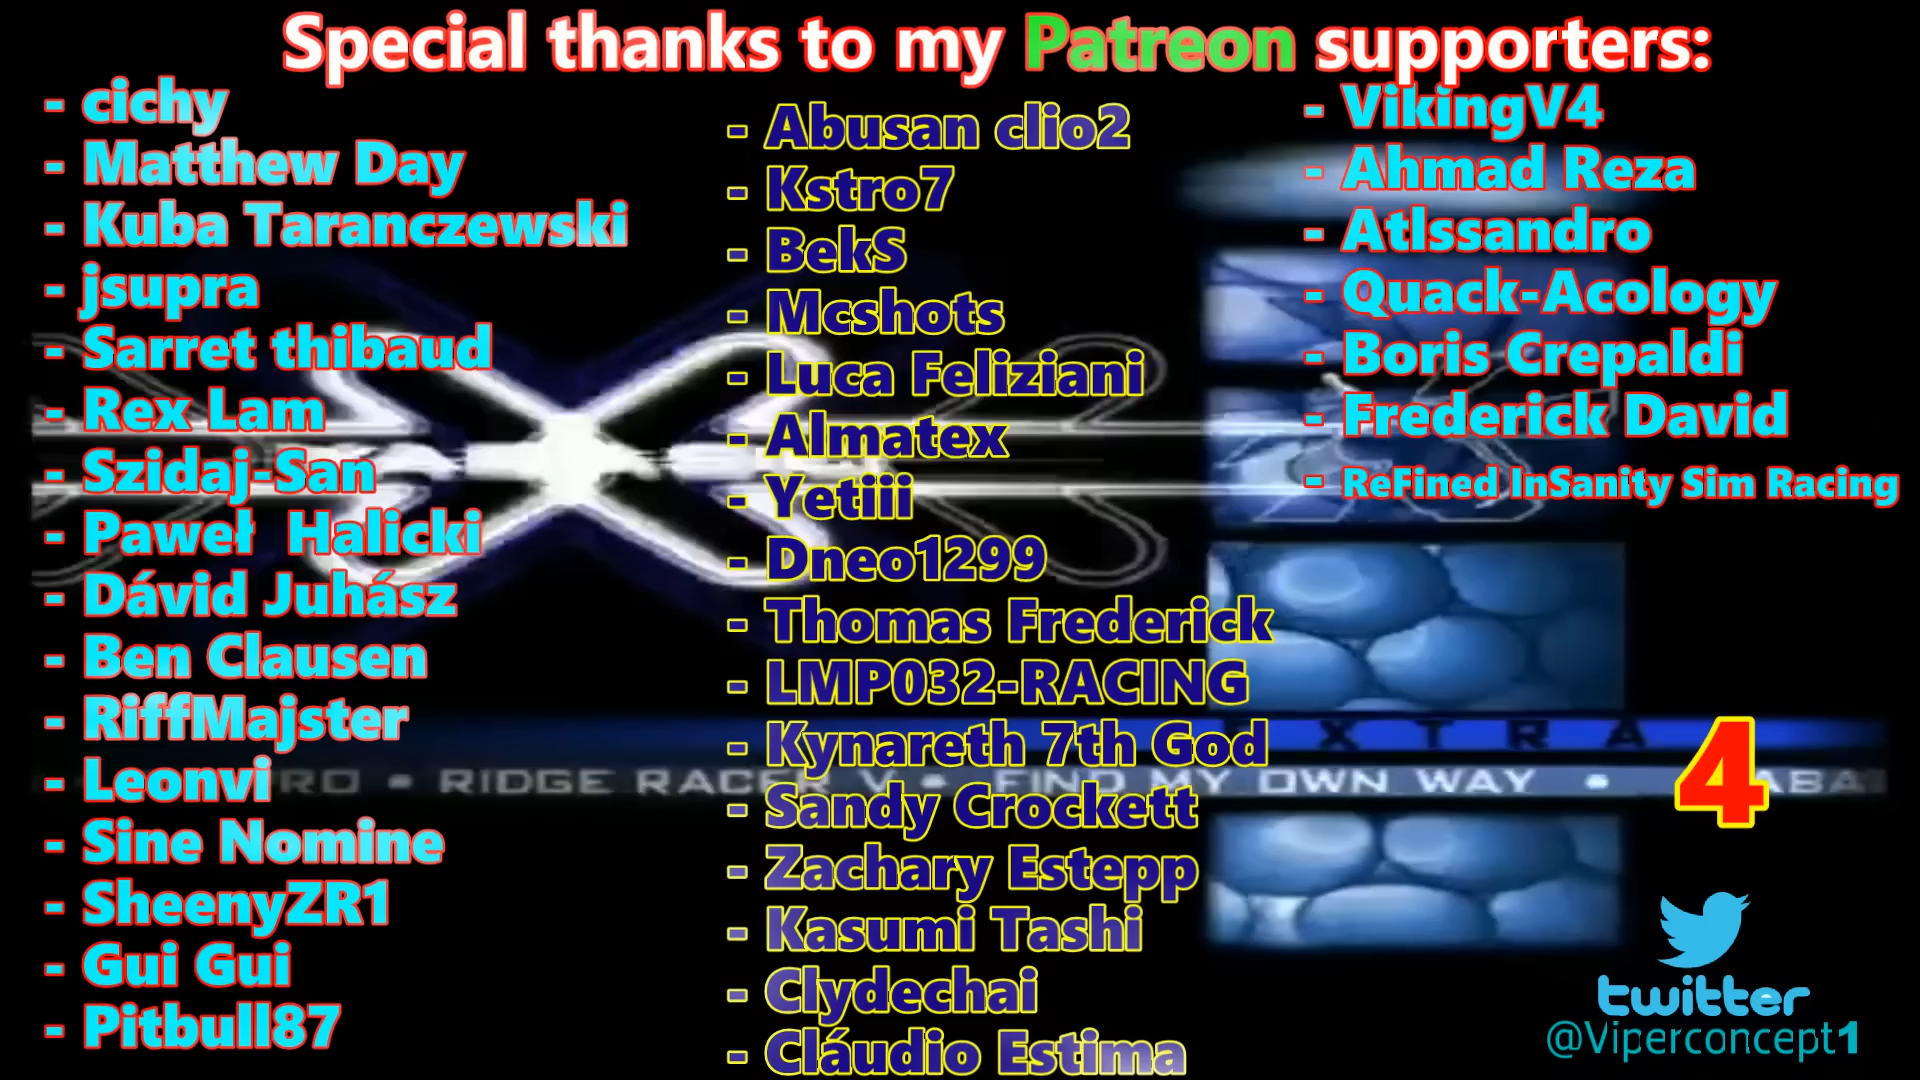 Special thanks to my Patreon supporters:
- cichy
- Matthew Day
- Kuba Taranczewski
- jsupra
- Sarret thibaud
- Rex Lam
- Szidaj-San
- Paweł Halicki
- Dávid Juhász
- Ben Clausen
- RiffMajster
- Leonvi
- Sine Nomine
- SheenyZR1
- Gui Gui
- Pitbull87
- Abusan clio2
- Kstro7
- BekS
- Mcshots
- Luca Feliziani
- Almatex
- Yetiii
- Dneo1299
- Thomas Frederick
- LMP032-RACING
- Kynareth 7th God
- Sandy Crockett
- Zachary Estepp
- Kasumi Tashi
- Clydechai
- Cláudio Estima
- VikingV4
- Ahmad Reza
- Atlssandro
- Quack-Acology
- Boris Crepaldi
- Frederick David
- ReFined InSanity Sim Racing
XTRA
• RIDGE RACER V • FIND MY OWN WAY •
4
twitter
@Viperconcept1